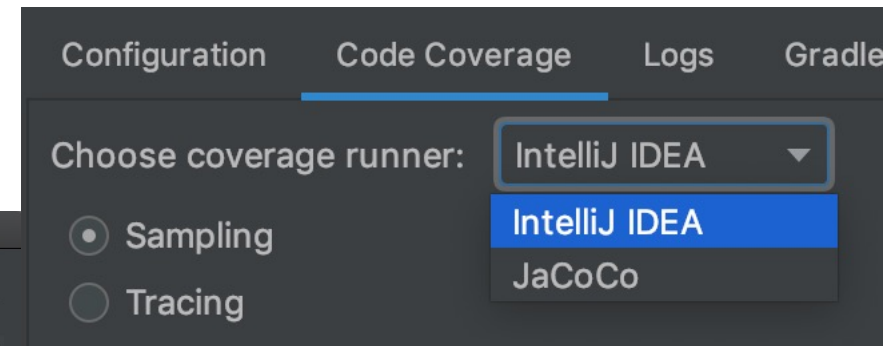 Configuration Code Coverage Logs Gradle
Choose coverage runner: IntelliJ IDEA
IntelliJ IDEA
Sampling
JaCoCo
Tracing